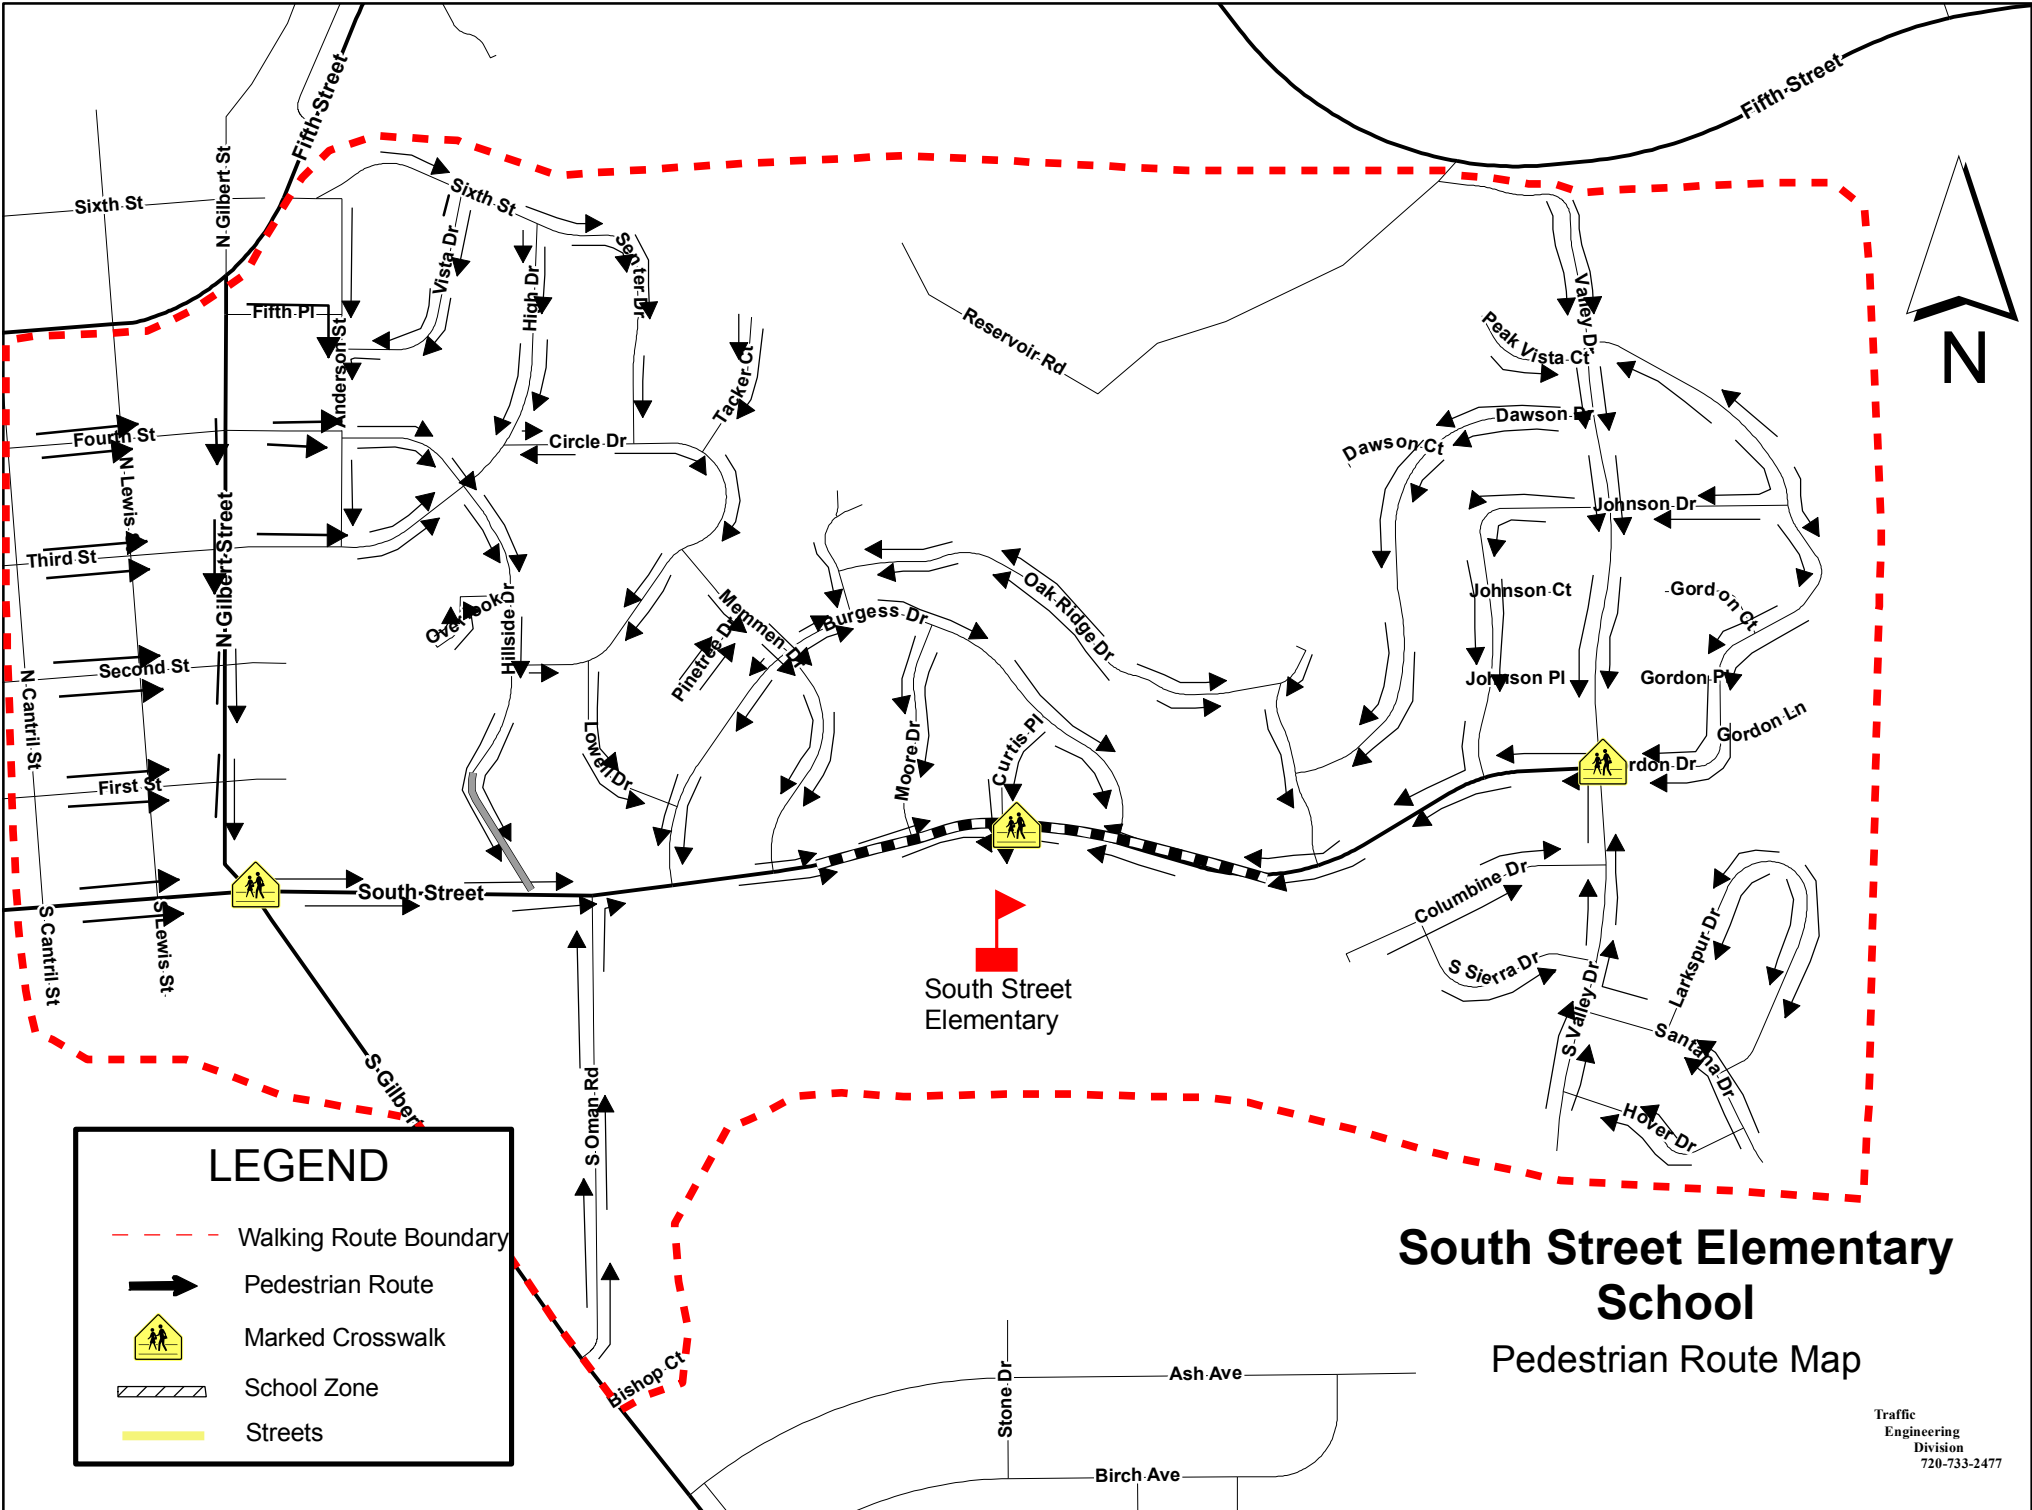 Fifth Street
Fifth Street
N Gilbert St
Sixth St
Sixth St
Vista Dr
High Dr
Senter Dr
Fifth Pl
Anderson St
Tacker Ct
Reservoir Rd
Valley Dr
Peak Vista Ct
N
Fourth St
Circle Dr
Dawson Dr
Dawson Ct
N Lewis S
N Gilbert Street
Johnson Dr
Third St
Overlook
Hillside Dr
Memmen Dr
Pinetree Dr
Burgess Dr
Oak Ridge Dr
Johnson Ct
Gordon Ct
Second St
N Cantril St
Johnson Pl
Gordon Pl
Lowell Dr
Moore Dr
Curtis Pl
Gordon Ln
First St
rdon Dr
South Street
Columbine Dr
S Cantril St
S Lewis St
S Sierra Dr
S Valley Dr
Larkspur Dr
Santana Dr
South Street
Elementary
S Gilbert
S Oman Rd
Hover Dr
LEGEND
Walking Route Boundary
Pedestrian Route
Marked Crosswalk
School Zone
Streets
Bishop Ct
Stone Dr
Ash Ave
Birch Ave
South Street Elementary
School
Pedestrian Route Map
Traffic
Engineering
Division
720-733-2477